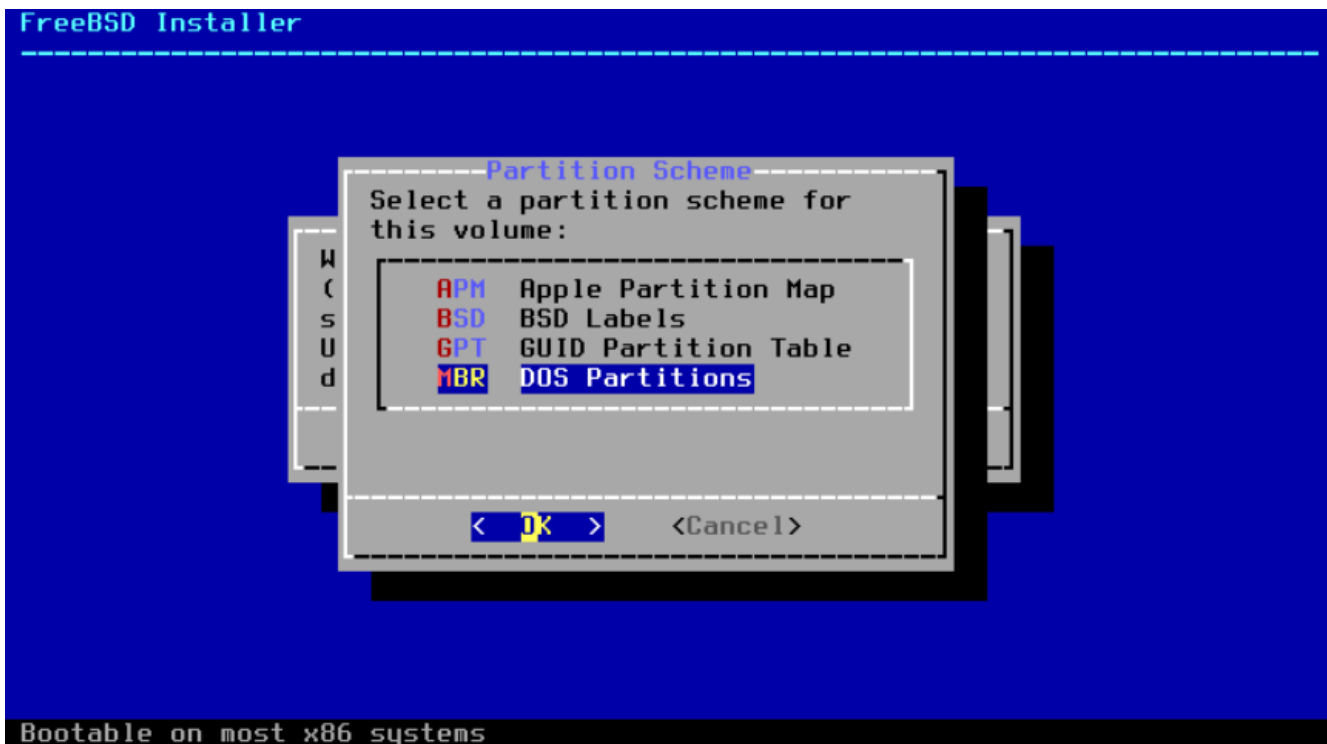 FreeBSD Installer
Partition Scheme
Select a partition scheme for
this volume:
W
(
s
U
d
APM Apple Partition Map
BSD BSD Labels
GPT GUID Partition Table
MBR DOS Partitions
< OK > <Cancel>
Bootable on most x86 systems